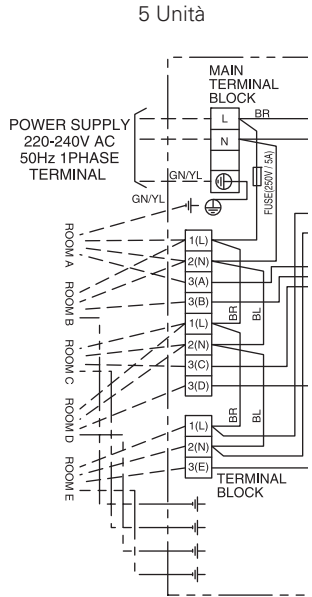 5 Unità
MAIN
TERMINAL
BLOCK
POWER SUPPLY
220-240V AC
50Hz 1PHASE
TERMINAL
L
N
BR
GN/YL
GN/YL
FUSE(250V / 5A)
ROOM A
ROOM B
ROOM C
ROOM D
ROOM E
1(L)
2(N)
3(A)
3(B)
1(L)
2(N)
3(C)
3(D)
BR
BL
1(L)
2(N)
3(E)
BR
BL
TERMINAL
BLOCK